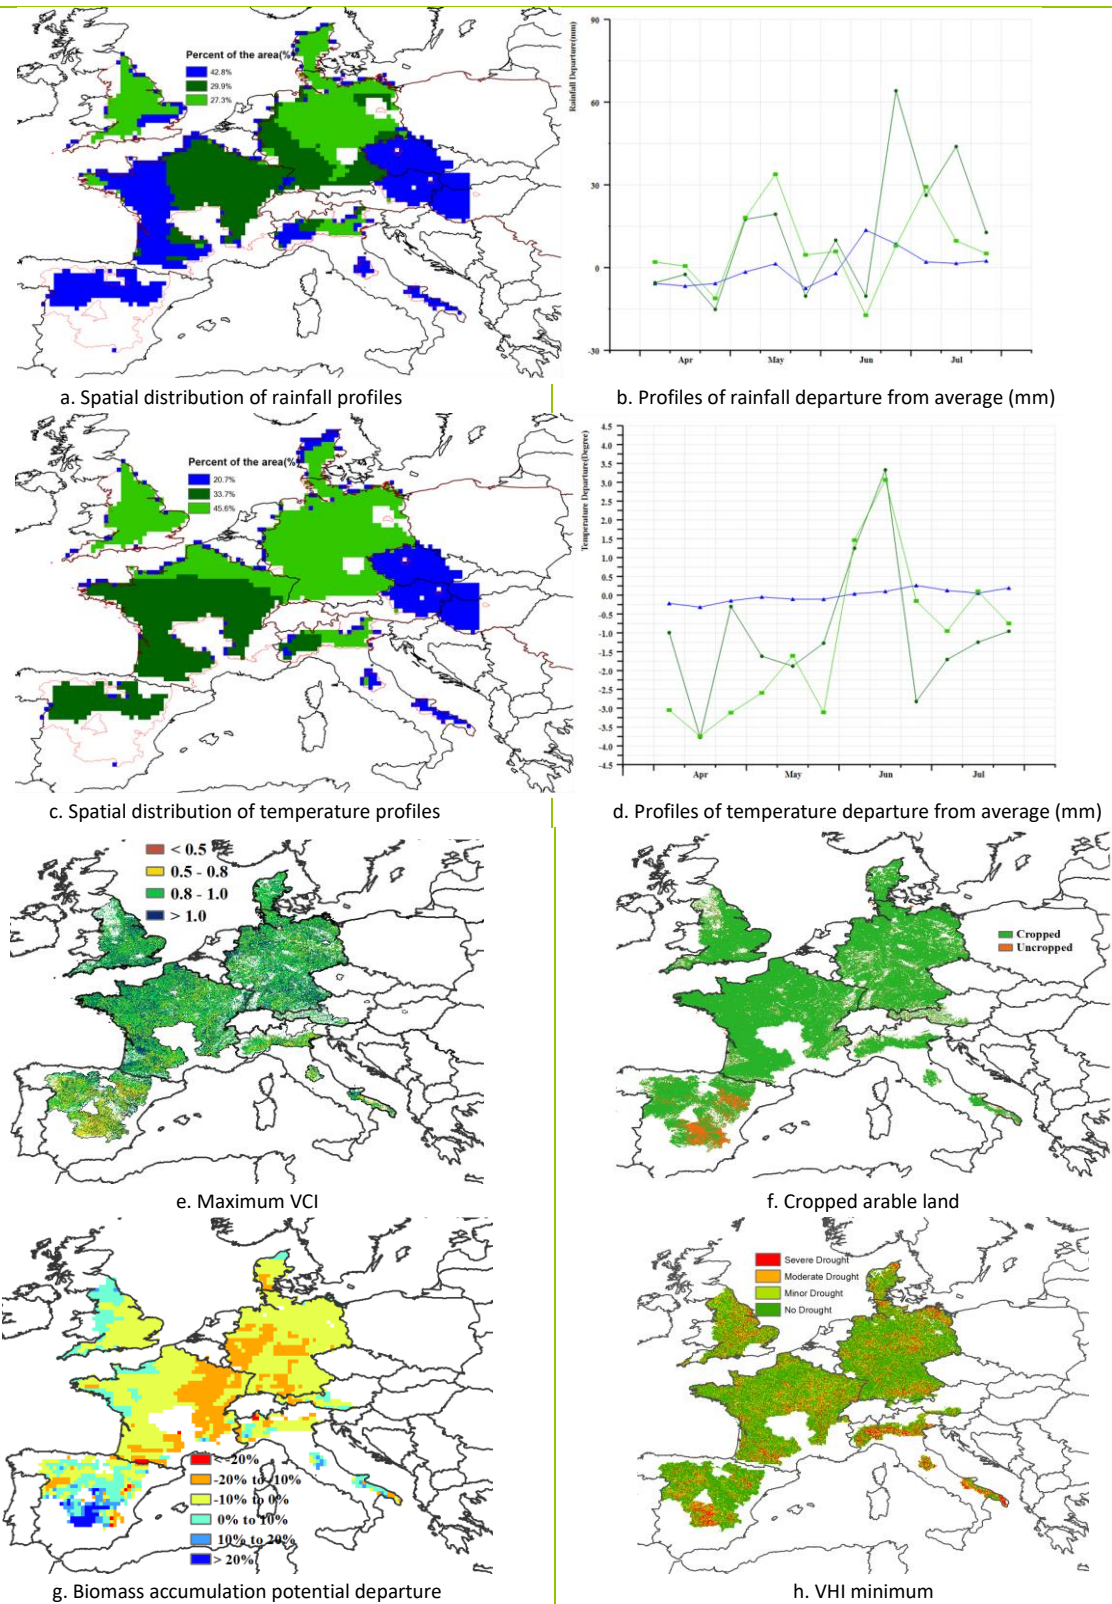 Percent of the area(%)
42.8%
29.9%
27.3%
Rainfall Departure(mm)
90
60
30
0
-30
Apr
May
Jun
Jul
a. Spatial distribution of rainfall profiles
b. Profiles of rainfall departure from average (mm)
Percent of the area(%)
20.7%
33.7%
45.6%
Temperature Departure(Degree)
4.5
4.0
3.5
3.0
2.5
2.0
1.5
1.0
0.5
0.0
-0.5
-1.0
-1.5
-2.0
-2.5
-3.0
-3.5
-4.0
-4.5
Apr
May
Jun
Jul
c. Spatial distribution of temperature profiles
d. Profiles of temperature departure from average (mm)
< 0.5
0.5 - 0.8
0.8 - 1.0
> 1.0
Cropped
Uncropped
e. Maximum VCI
f. Cropped arable land
< -20%
-20% to -10%
-10% to 0%
0% to 10%
10% to 20%
> 20%
Severe Drought
Moderate Drought
Minor Drought
No Drought
g. Biomass accumulation potential departure
h. VHI minimum